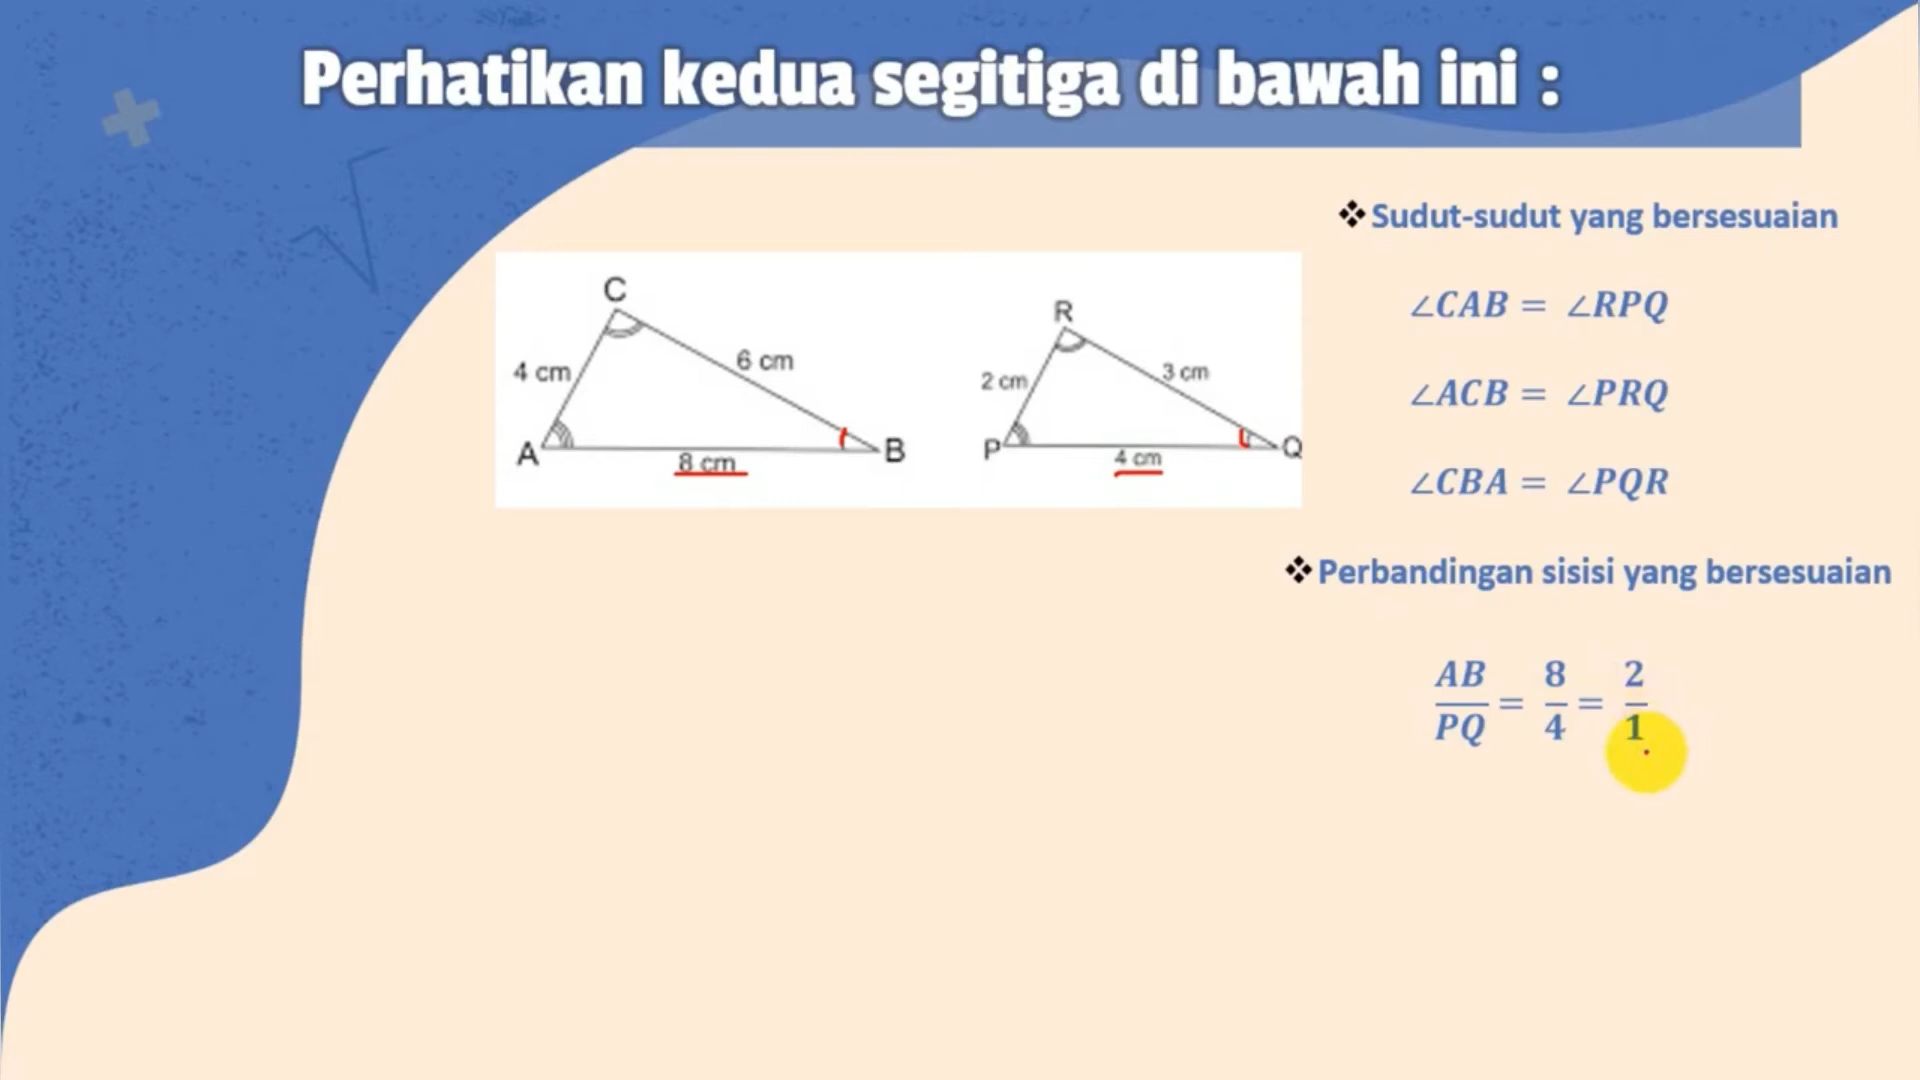 Perhatikan kedua segitiga di bawah ini :
C
4 cm
6 cm
A
8 cm
B
R
2 cm
3 cm
P
4 cm
Q
❖ Sudut-sudut yang bersesuaian
∠CAB = ∠RPQ
∠ACB = ∠PRQ
∠CBA = ∠PQR
❖ Perbandingan sisisi yang bersesuaian
AB/PQ = 8/4 = 2/1